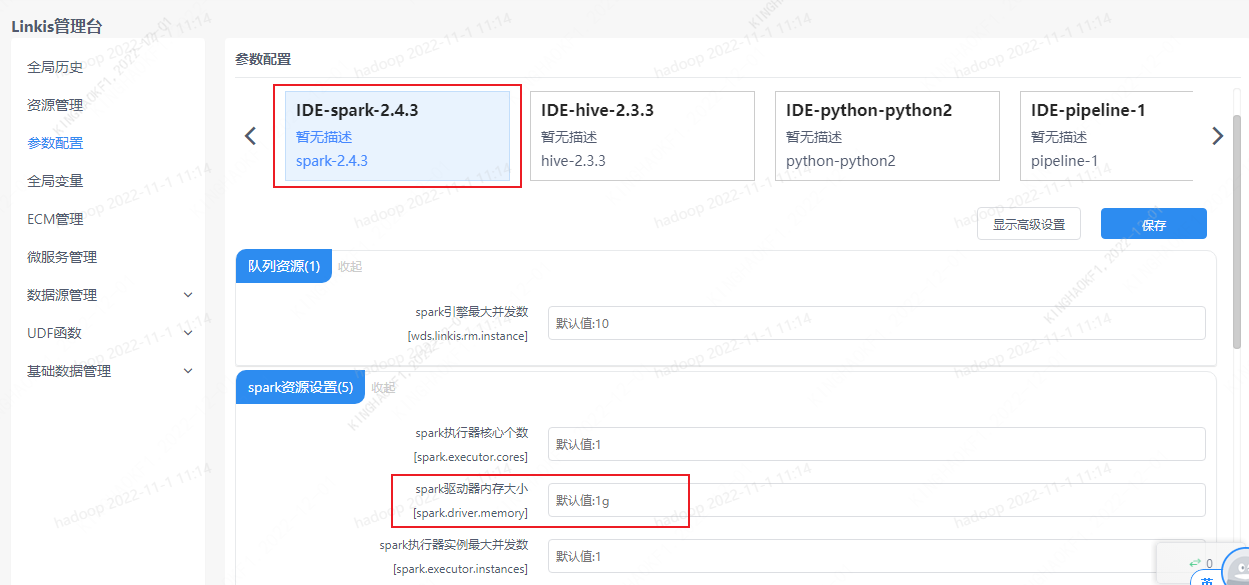 Linkis管理台
全局历史
资源管理
参数配置
全局变量
ECM管理
微服务管理
数据源管理
UDF函数
基础数据管理
参数配置
IDE-spark-2.4.3
暂无描述
spark-2.4.3
IDE-hive-2.3.3
暂无描述
hive-2.3.3
IDE-python-python2
暂无描述
python-python2
IDE-pipeline-1
暂无描述
pipeline-1
显示高级设置
保存
队列资源(1)
收起
spark引擎最大并发数
[wds.linkis.rm.instance]
默认值:10
spark资源设置(5)
收起
spark执行器核心个数
[spark.executor.cores]
默认值:1
spark驱动器内存大小
[spark.driver.memory]
默认值:1g
spark执行器实例最大并发数
[spark.executor.instances]
默认值:1
0
英
hadoop 2022-11-1 11:14